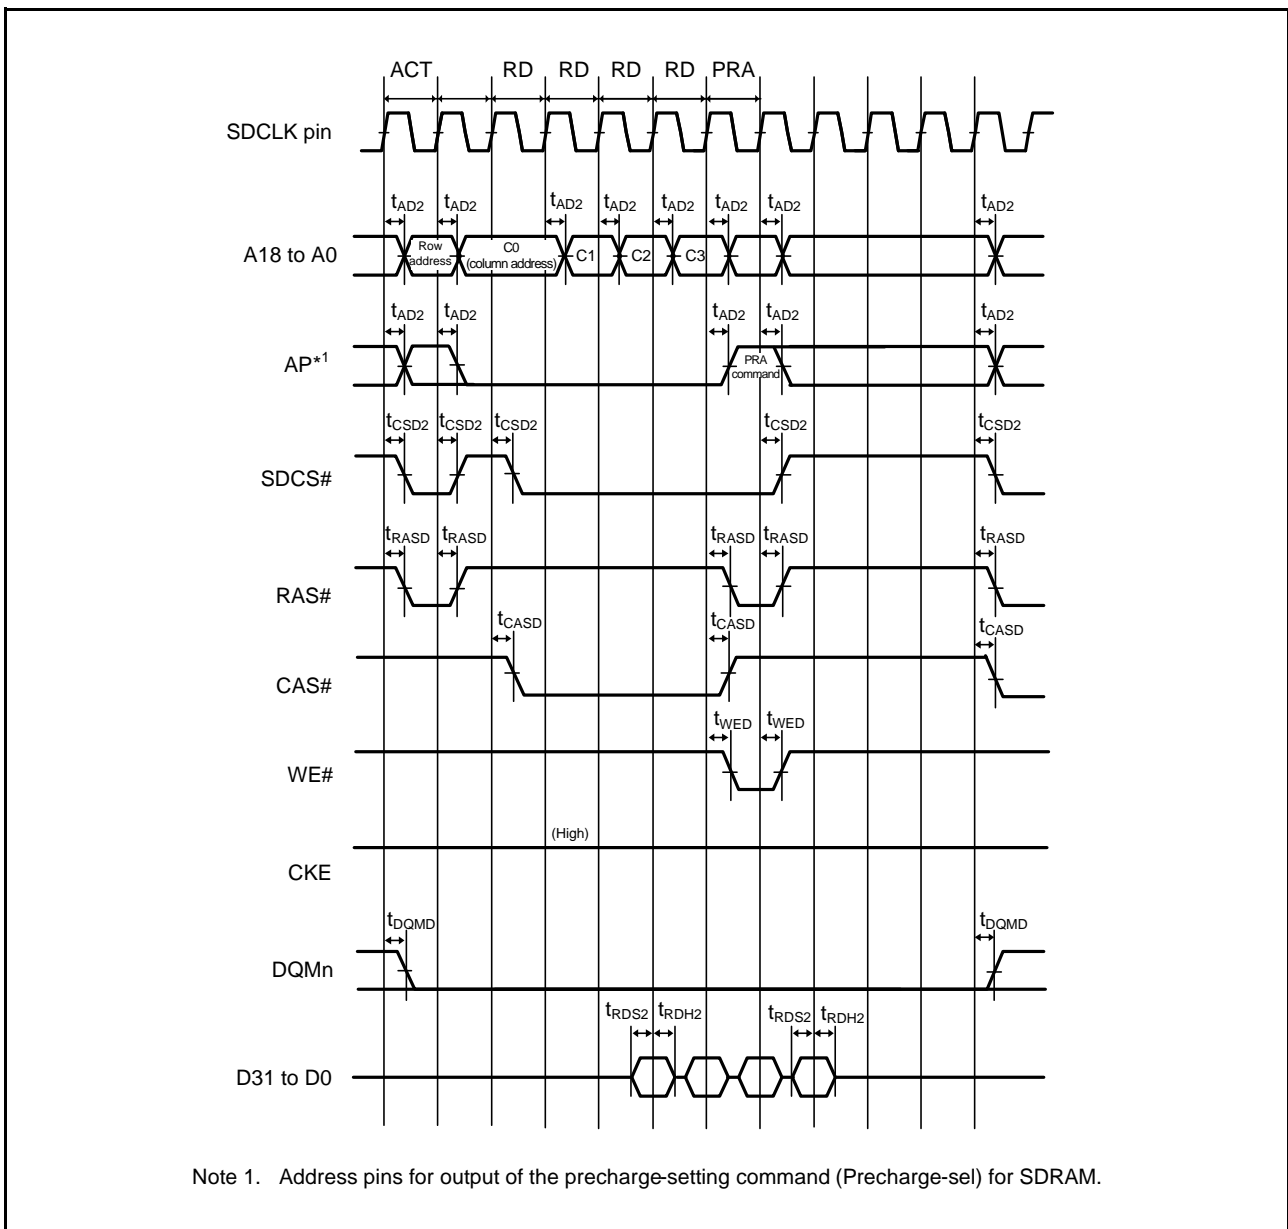 ACT RD RD RD RD PRA
SDCLK pin
tAD2 tAD2 tAD2 tAD2 tAD2 tAD2 tAD2 tAD2
A18 to A0
Row
address
C0
(column address)
C1 C2 C3
tAD2 tAD2 tAD2 tAD2 tAD2
AP*1
PRA
command
tCSD2 tCSD2 tCSD2 tCSD2 tCSD2
SDCS#
tRASD tRASD tRASD tRASD tRASD
RAS#
tCASD tCASD tCASD
CAS#
tWED tWED
WE#
(High)
CKE
tDQMD tDQMD
DQMn
tRDS2 tRDH2 tRDS2 tRDH2
D31 to D0
Note 1. Address pins for output of the precharge-setting command (Precharge-sel) for SDRAM.